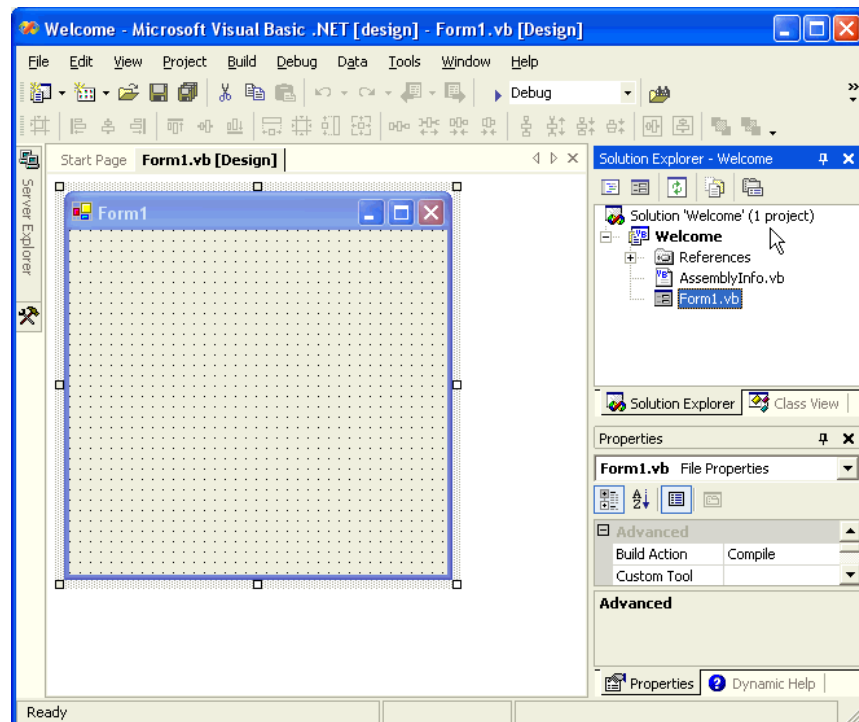 Welcome - Microsoft Visual Basic .NET [design] - Form1.vb [Design]
File Edit View Project Build Debug Data Tools Window Help
Debug
Start Page Form1.vb [Design]
Server Explorer
Form1
Solution Explorer - Welcome
Solution 'Welcome' (1 project)
Welcome
References
AssemblyInfo.vb
Form1.vb
Solution Explorer Class View
Properties
Form1.vb File Properties
Advanced
Build Action Compile
Custom Tool
Advanced
Properties Dynamic Help
Ready